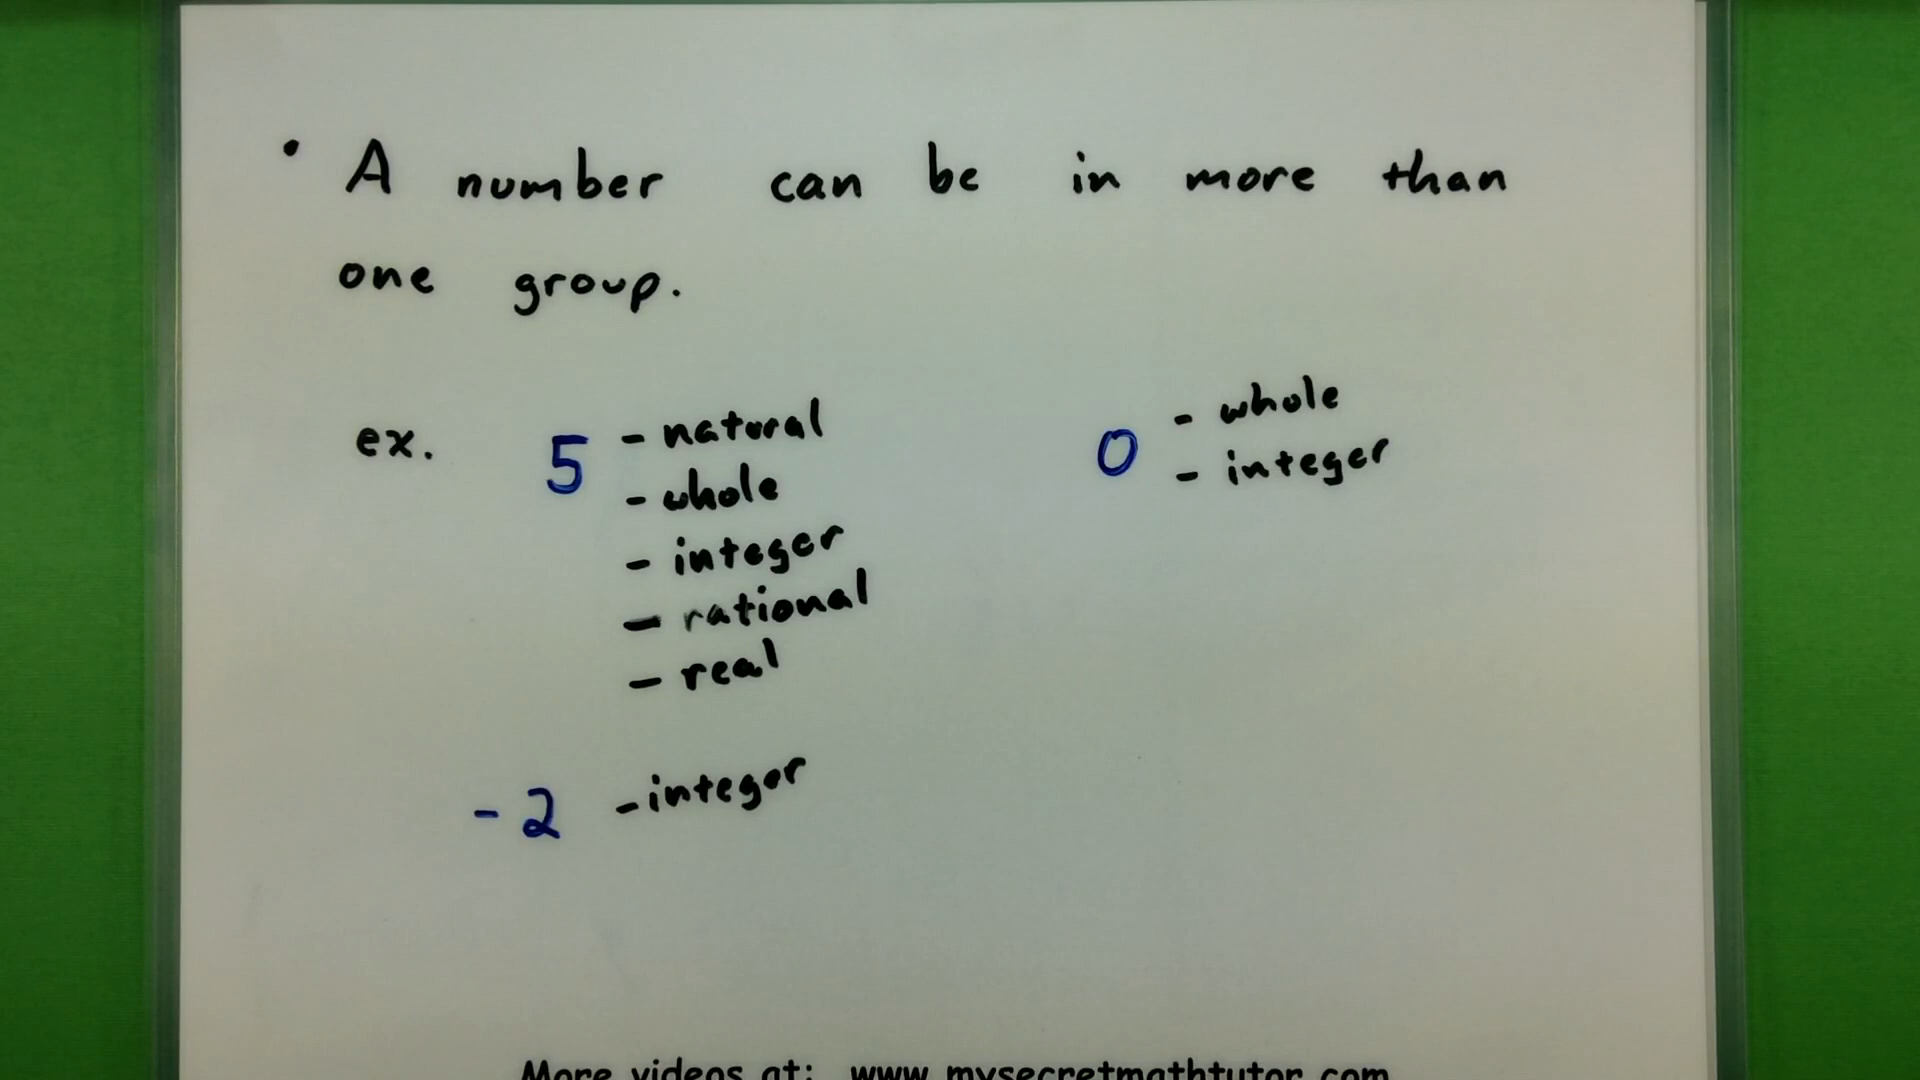 • A number can be in more than
one group.
ex. 5 - natural
- whole
- integer
- rational
- real
0 - whole
- integer
-2 - integer
More videos at: www.mysecretmathtutor.com